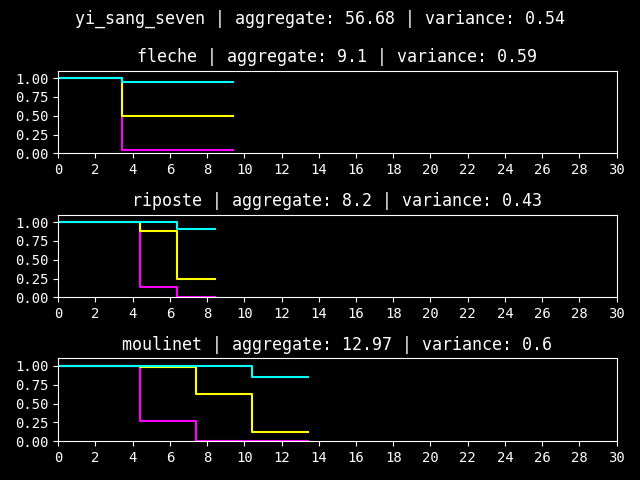 yi_sang_seven | aggregate: 56.68 | variance: 0.54
fleche | aggregate: 9.1 | variance: 0.59
1.00
0.75
0.50
0.25
0.00
0 2 4 6 8 10 12 14 16 18 20 22 24 26 28 30
riposte | aggregate: 8.2 | variance: 0.43
1.00
0.75
0.50
0.25
0.00
0 2 4 6 8 10 12 14 16 18 20 22 24 26 28 30
moulinet | aggregate: 12.97 | variance: 0.6
1.00
0.75
0.50
0.25
0.00
0 2 4 6 8 10 12 14 16 18 20 22 24 26 28 30